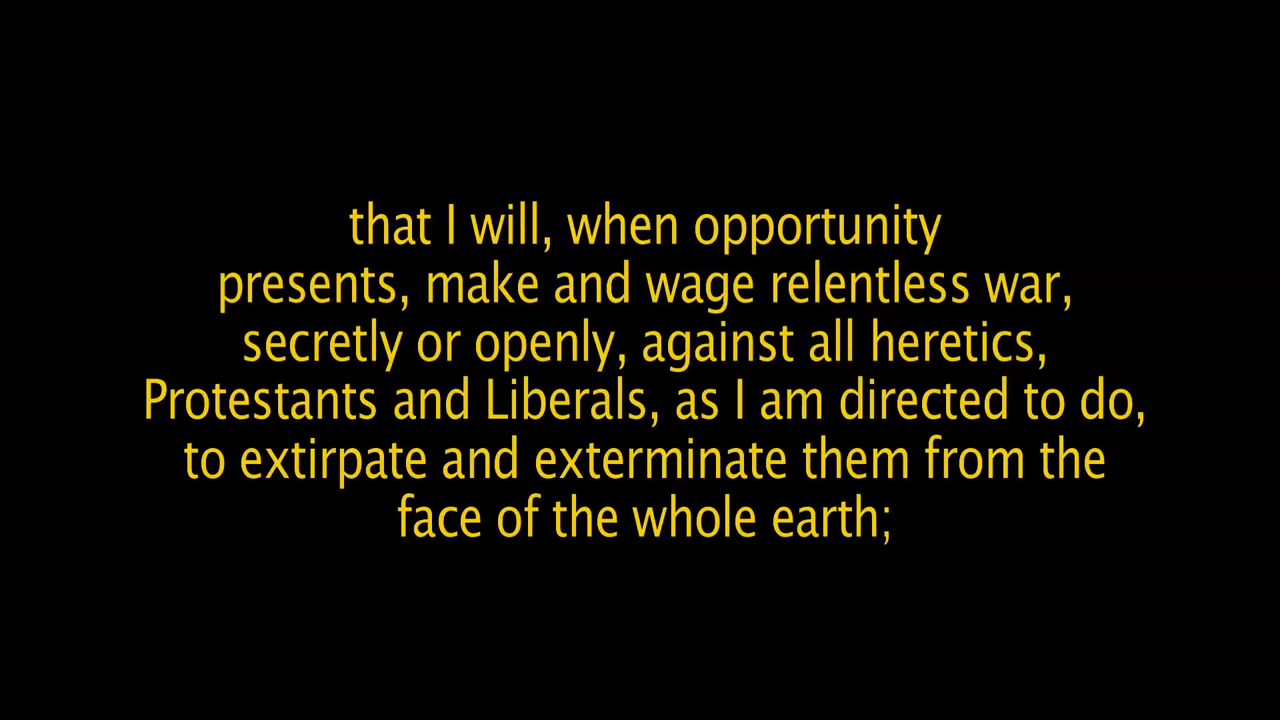 that I will, when opportunity
presents, make and wage relentless war,
secretly or openly, against all heretics,
Protestants and Liberals, as I am directed to do,
to extirpate and exterminate them from the
face of the whole earth;